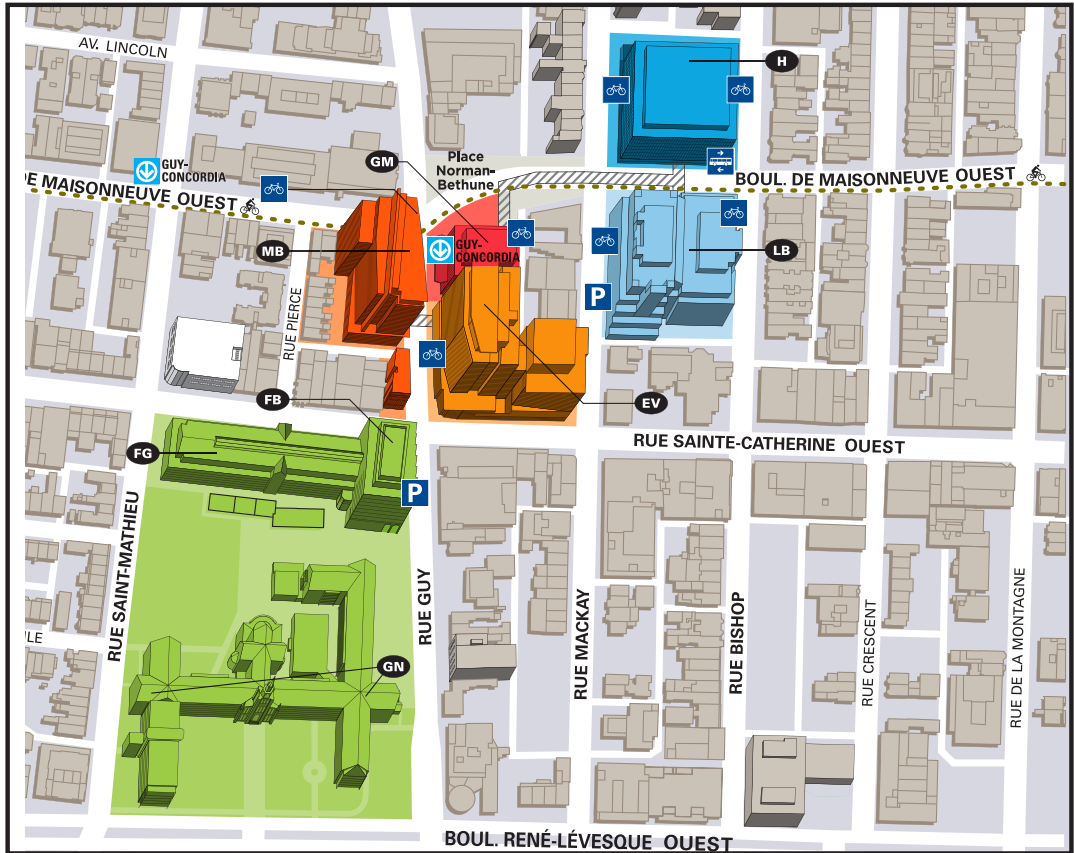 AV. LINCOLN
H
GM
Place
Norman-
Bethune
GUY-
CONCORDIA
BOUL. DE MAISONNEUVE OUEST
DE MAISONNEUVE OUEST
MB
GUY-
CONCORDIA
LB
P
RUE PIERCE
FB
EV
RUE SAINTE-CATHERINE OUEST
FG
P
RUE SAINT-MATHIEU
RUE GUY
RUE MACKAY
RUE BISHOP
RUE CRESCENT
RUE DE LA MONTAGNE
ULE
GN
BOUL. RENÉ-LÉVESQUE OUEST